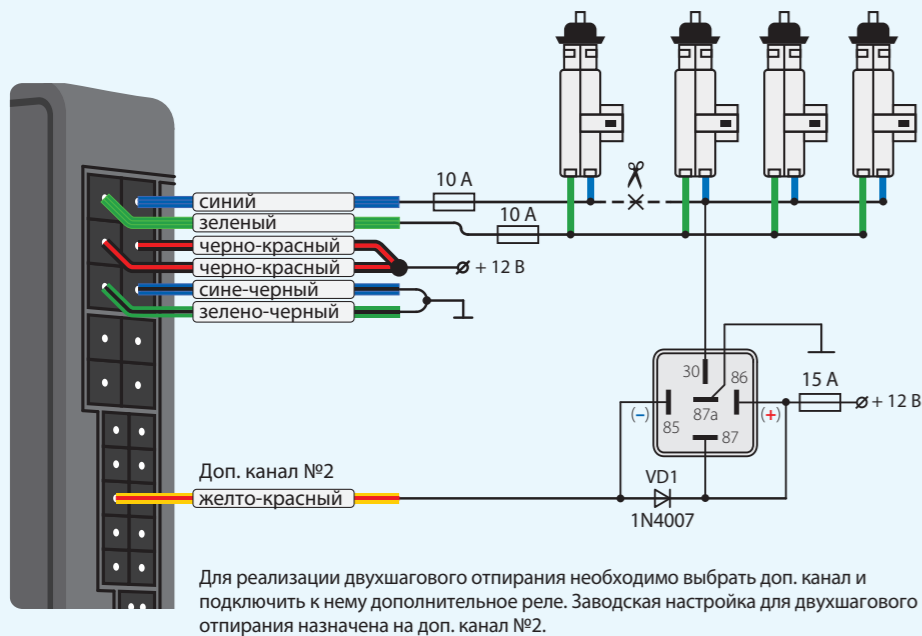 10 А
10 А
синий
зеленый
черно-красный
черно-красный
+ 12 В
сине-черный
зелено-черный
30
86
15 А
+ 12 В
(–)
87a
(+)
85
87
Доп. канал №2
VD1
желто-красный
1N4007
Для реализации двухшагового отпирания необходимо выбрать доп. канал и
подключить к нему дополнительное реле. Заводская настройка для двухшагового
отпирания назначена на доп. канал №2.